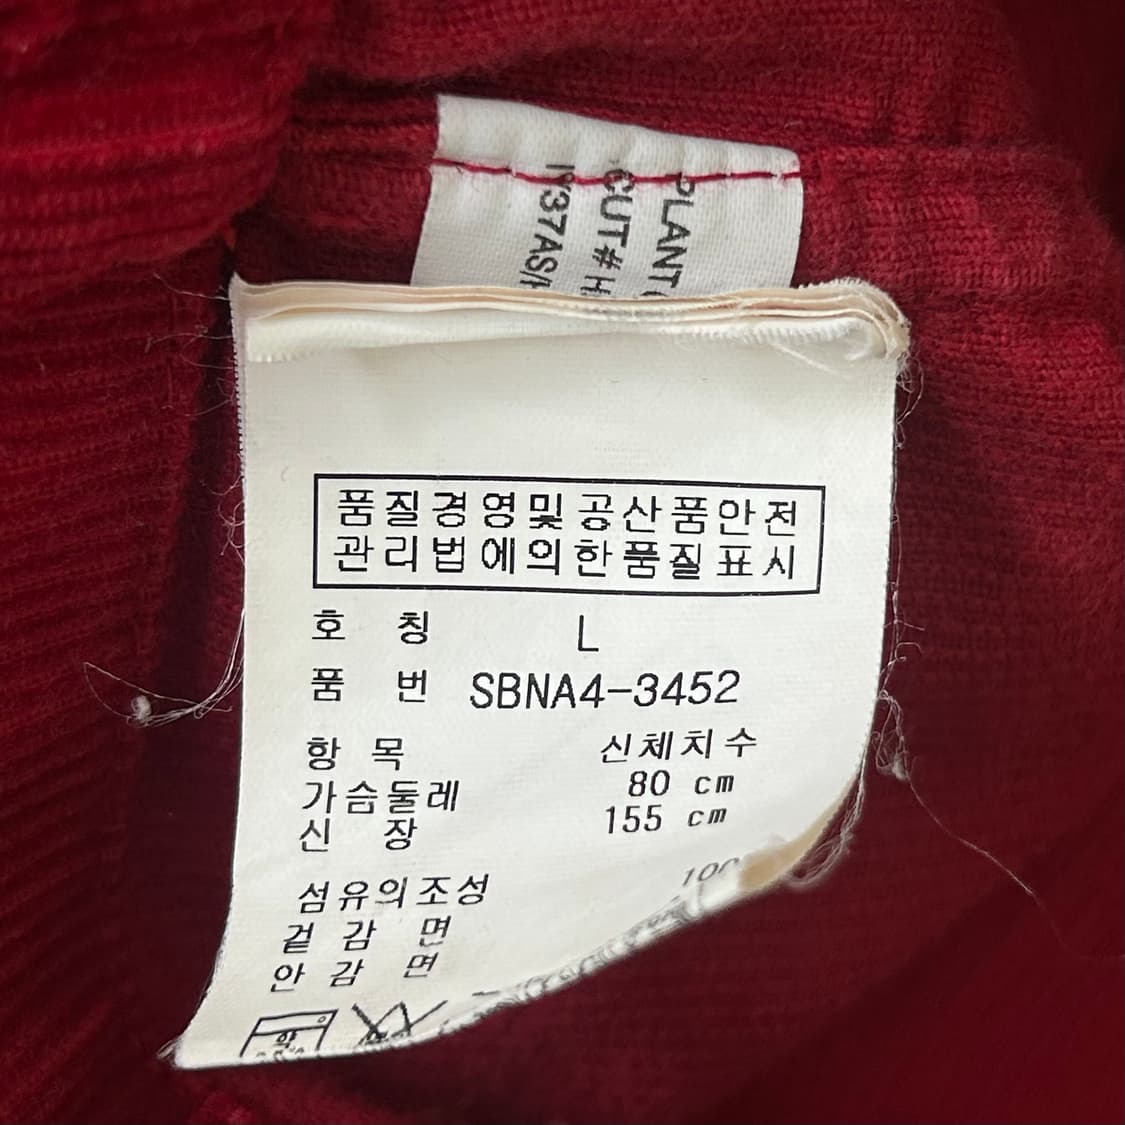 CUT#
품질경영및공산품안전
관리법에의한품질표시
호 칭 L
품 번 SBNA4-3452
항 목 신체치수
가슴둘레 80 cm
신 장 155 cm
섬유의조성
겉 감 면
안 감 면
약